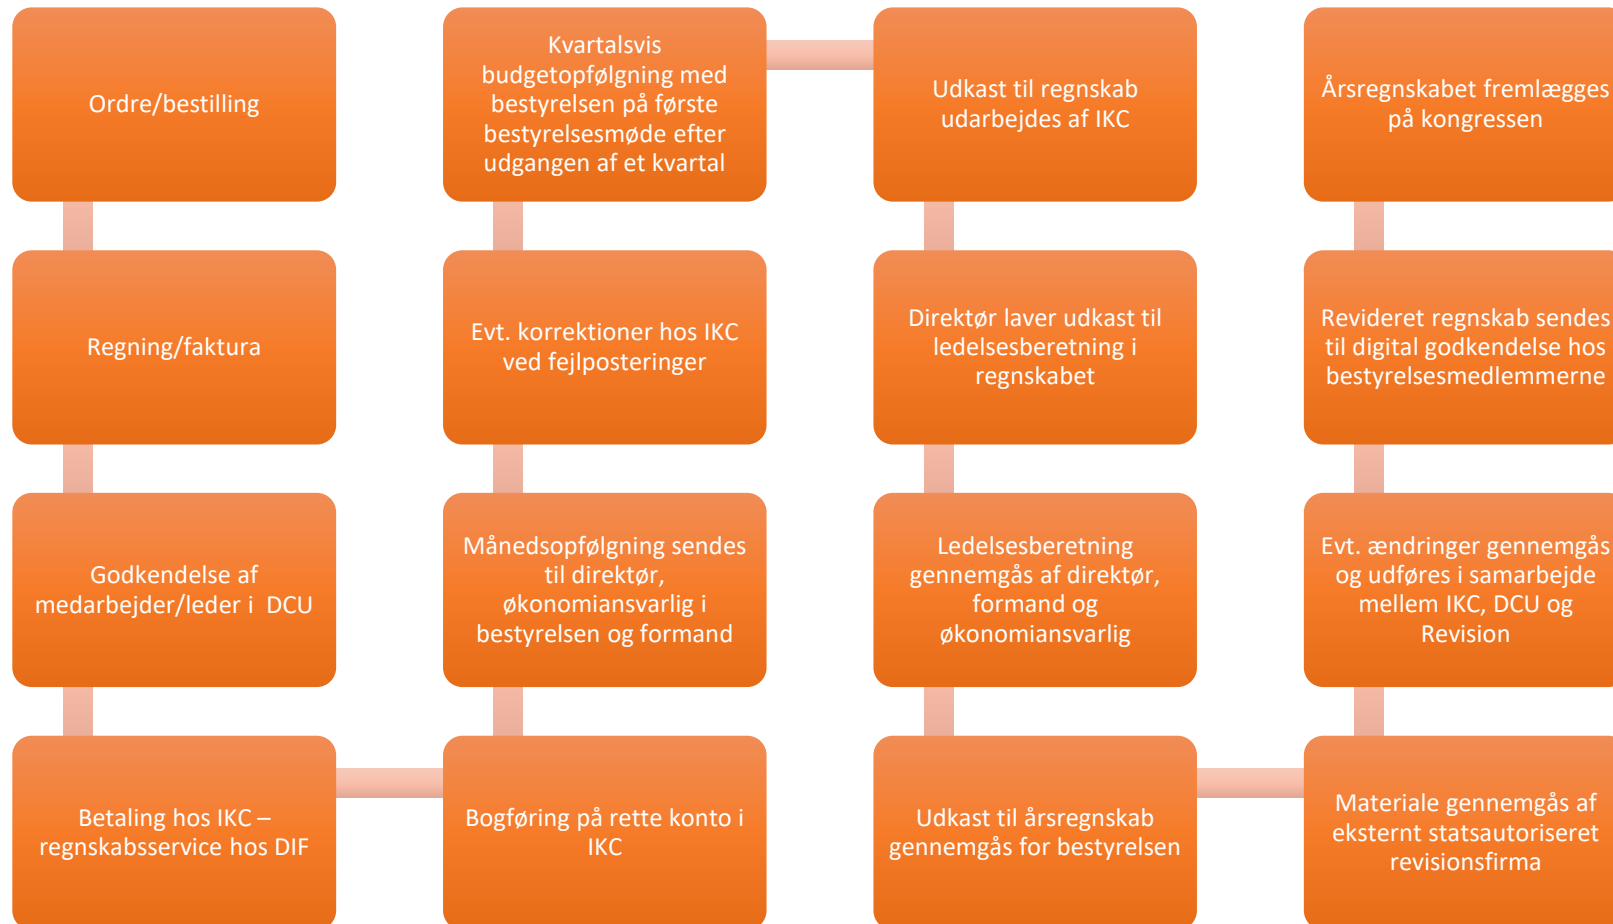 Ordre/bestilling
Regning/faktura
Godkendelse af
medarbejder/leder i  DCU
Betaling hos IKC –
regnskabsservice hos DIF
Bogføring på rette konto i
IKC
Månedsopfølgning sendes
til direktør,
økonomiansvarlig i
bestyrelsen og formand
Evt. korrektioner hos IKC
ved fejlposteringer
Kvartalsvis
budgetopfølgning med
bestyrelsen på første
bestyrelsesmøde efter
udgangen af et kvartal
Udkast til regnskab
udarbejdes af IKC
Direktør laver udkast til
ledelsesberetning i
regnskabet
Ledelsesberetning
gennemgås af direktør,
formand og
økonomiansvarlig
Udkast til årsregnskab
gennemgås for bestyrelsen
Materiale gennemgås af
eksternt statsautoriseret
revisionsfirma
Evt. ændringer gennemgås
og udføres i samarbejde
mellem IKC, DCU og
Revision
Revideret regnskab sendes
til digital godkendelse hos
bestyrelsesmedlemmerne
Årsregnskabet fremlægges
på kongressen